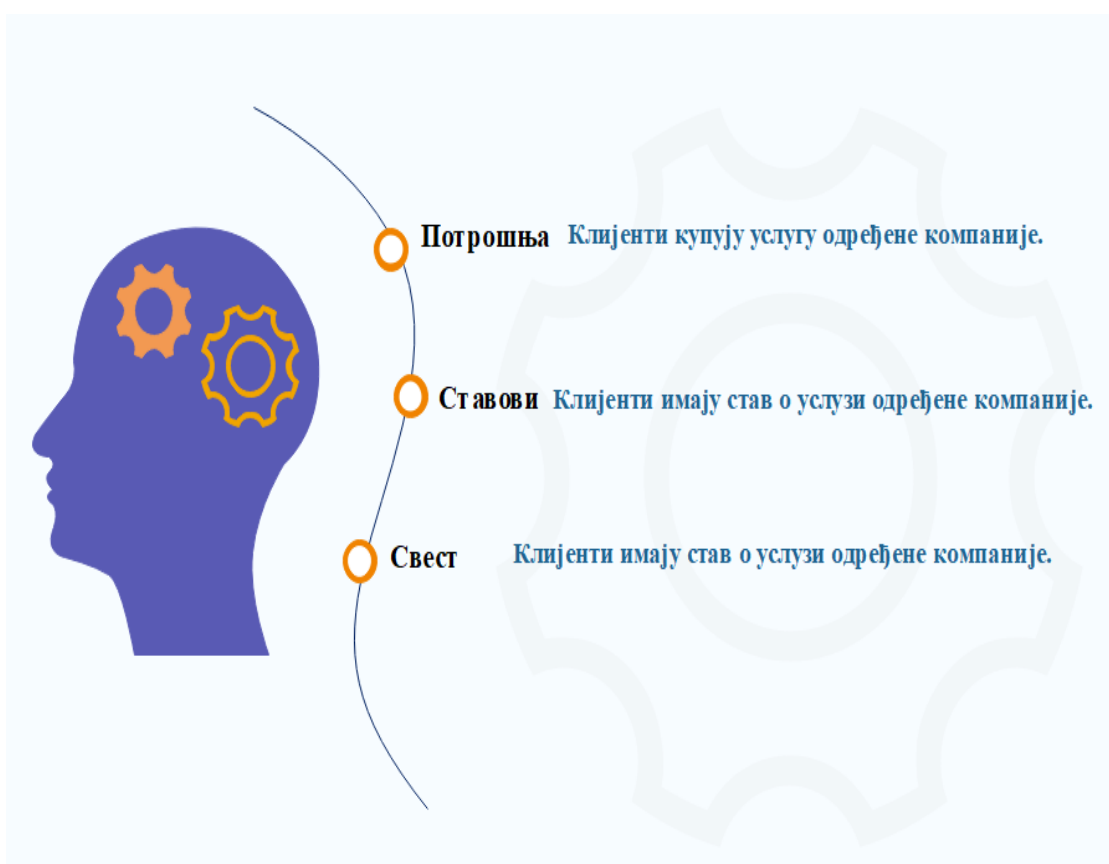 Потрошња Клијенти купују услугу одређене компаније.
Ставови Клијенти имају став о услузи одређене компаније.
Свест Клијенти имају став о услузи одређене компаније.